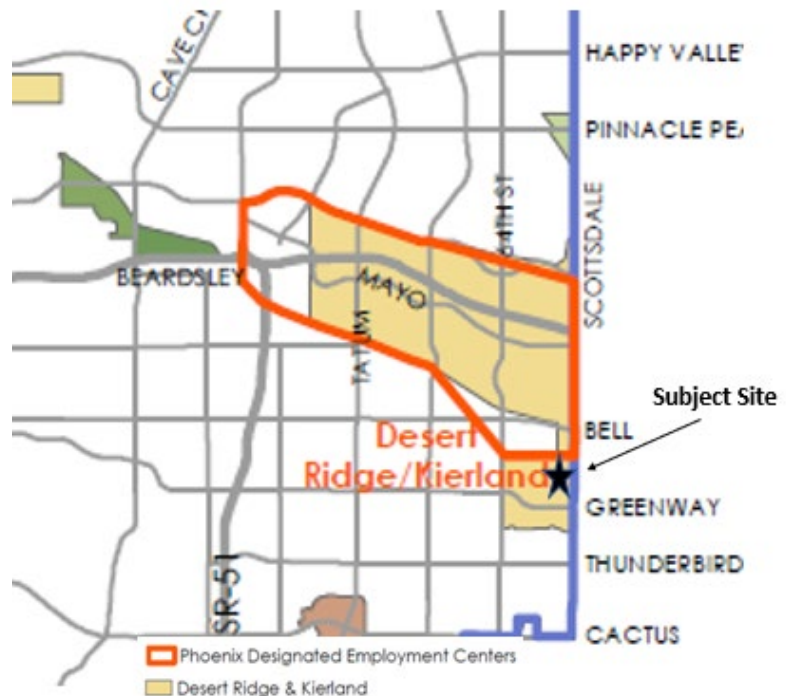 CAVE C
HAPPY VALLE
PINNACLE PEA
64TH ST
SCOTTSDALE
BEARDSLEY
MAYO
TATUM
Subject Site
BELL
Desert
Ridge/Kierland
GREENWAY
THUNDERBIRD
SR-51
CACTUS
Phoenix Designated Employment Centers
Desert Ridge & Kierland